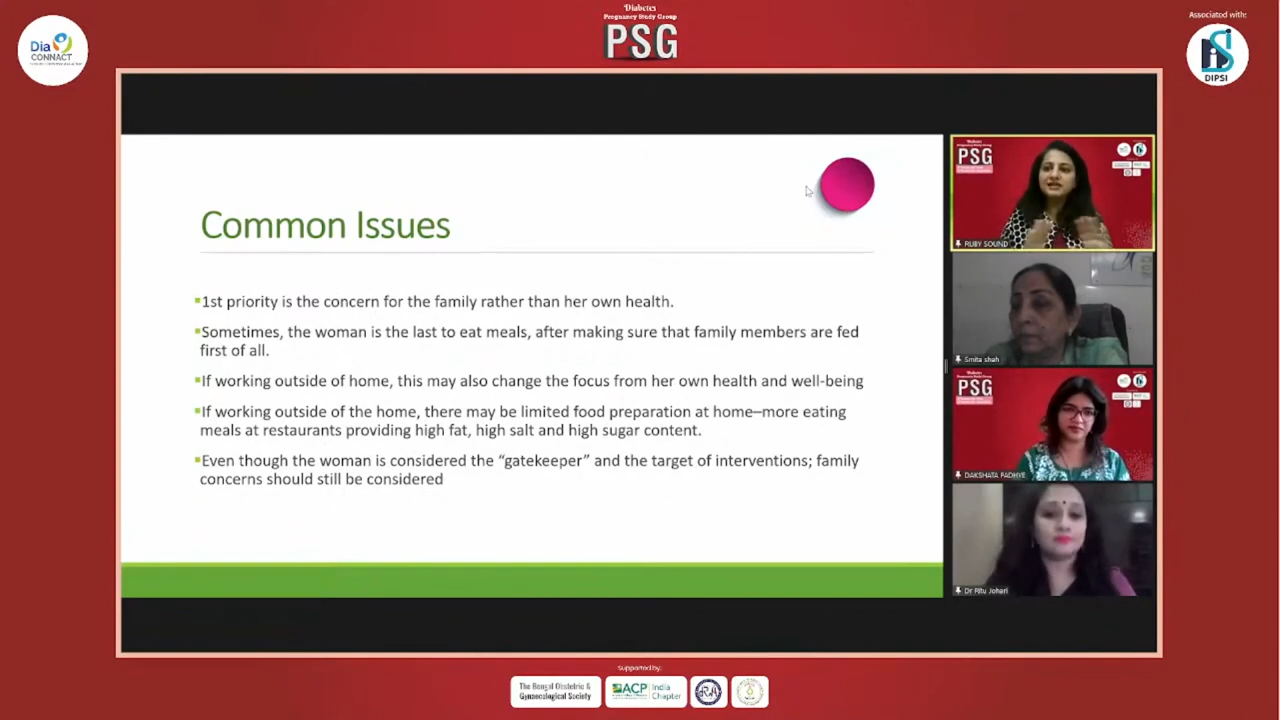 Diabetes
Pregnancy Study Group
PSG
Associated with:
Dia
CONNACT
DIPSI
Common Issues
1st priority is the concern for the family rather than her own health.
Sometimes, the woman is the last to eat meals, after making sure that family members are fed
first of all.
If working outside of home, this may also change the focus from her own health and well-being
If working outside of the home, there may be limited food preparation at home–more eating
meals at restaurants providing high fat, high salt and high sugar content.
Even though the woman is considered the “gatekeeper” and the target of interventions; family
concerns should still be considered
PSG
RUBY SOUND
Smita shah
PSG
DAKSHATA PADHYE
Dr Ritu Johari
Supported by:
The Bengal Obstetric &
Gynaecological Society
ACP
India
Chapter